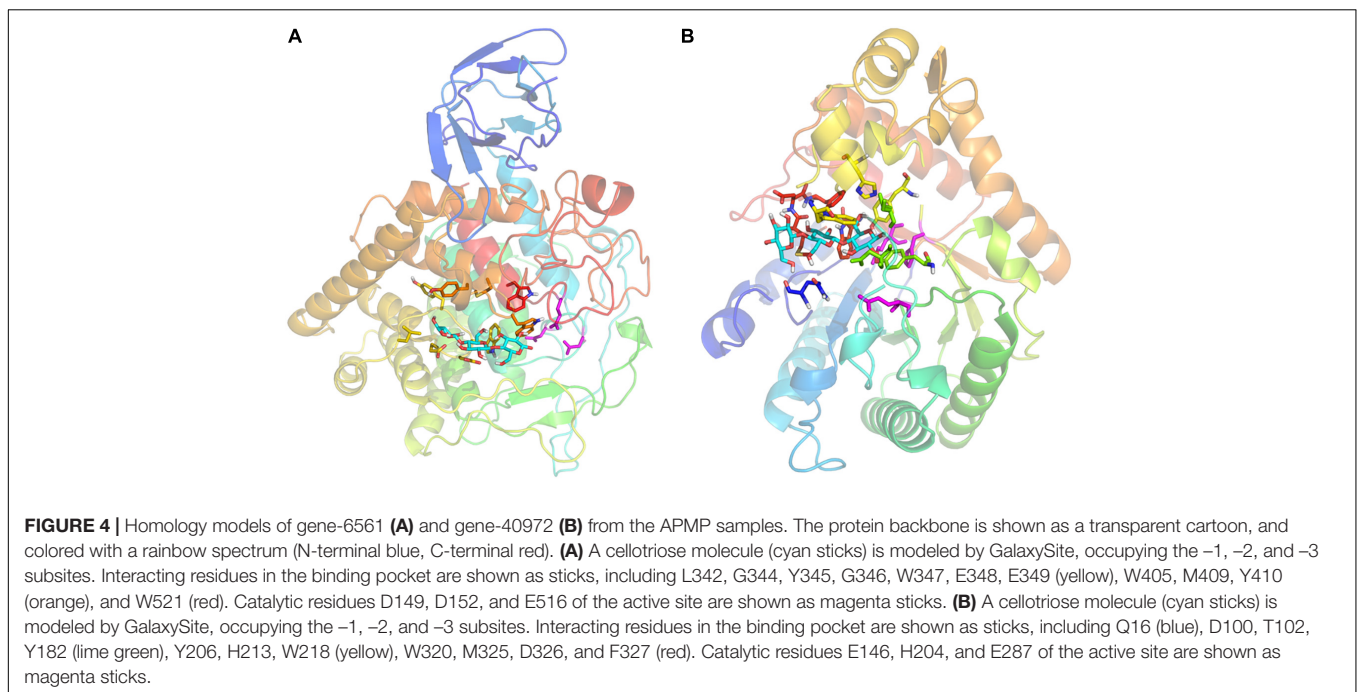 A
B
FIGURE 4 | Homology models of gene-6561 (A) and gene-40972 (B) from the APMP samples. The protein backbone is shown as a transparent cartoon, and
colored with a rainbow spectrum (N-terminal blue, C-terminal red). (A) A cellotriose molecule (cyan sticks) is modeled by GalaxySite, occupying the –1, –2, and –3
subsites. Interacting residues in the binding pocket are shown as sticks, including L342, G344, Y345, G346, W347, E348, E349 (yellow), W405, M409, Y410
(orange), and W521 (red). Catalytic residues D149, D152, and E516 of the active site are shown as magenta sticks. (B) A cellotriose molecule (cyan sticks) is
modeled by GalaxySite, occupying the –1, –2, and –3 subsites. Interacting residues in the binding pocket are shown as sticks, including Q16 (blue), D100, T102,
Y182 (lime green), Y206, H213, W218 (yellow), W320, M325, D326, and F327 (red). Catalytic residues E146, H204, and E287 of the active site are shown as
magenta sticks.